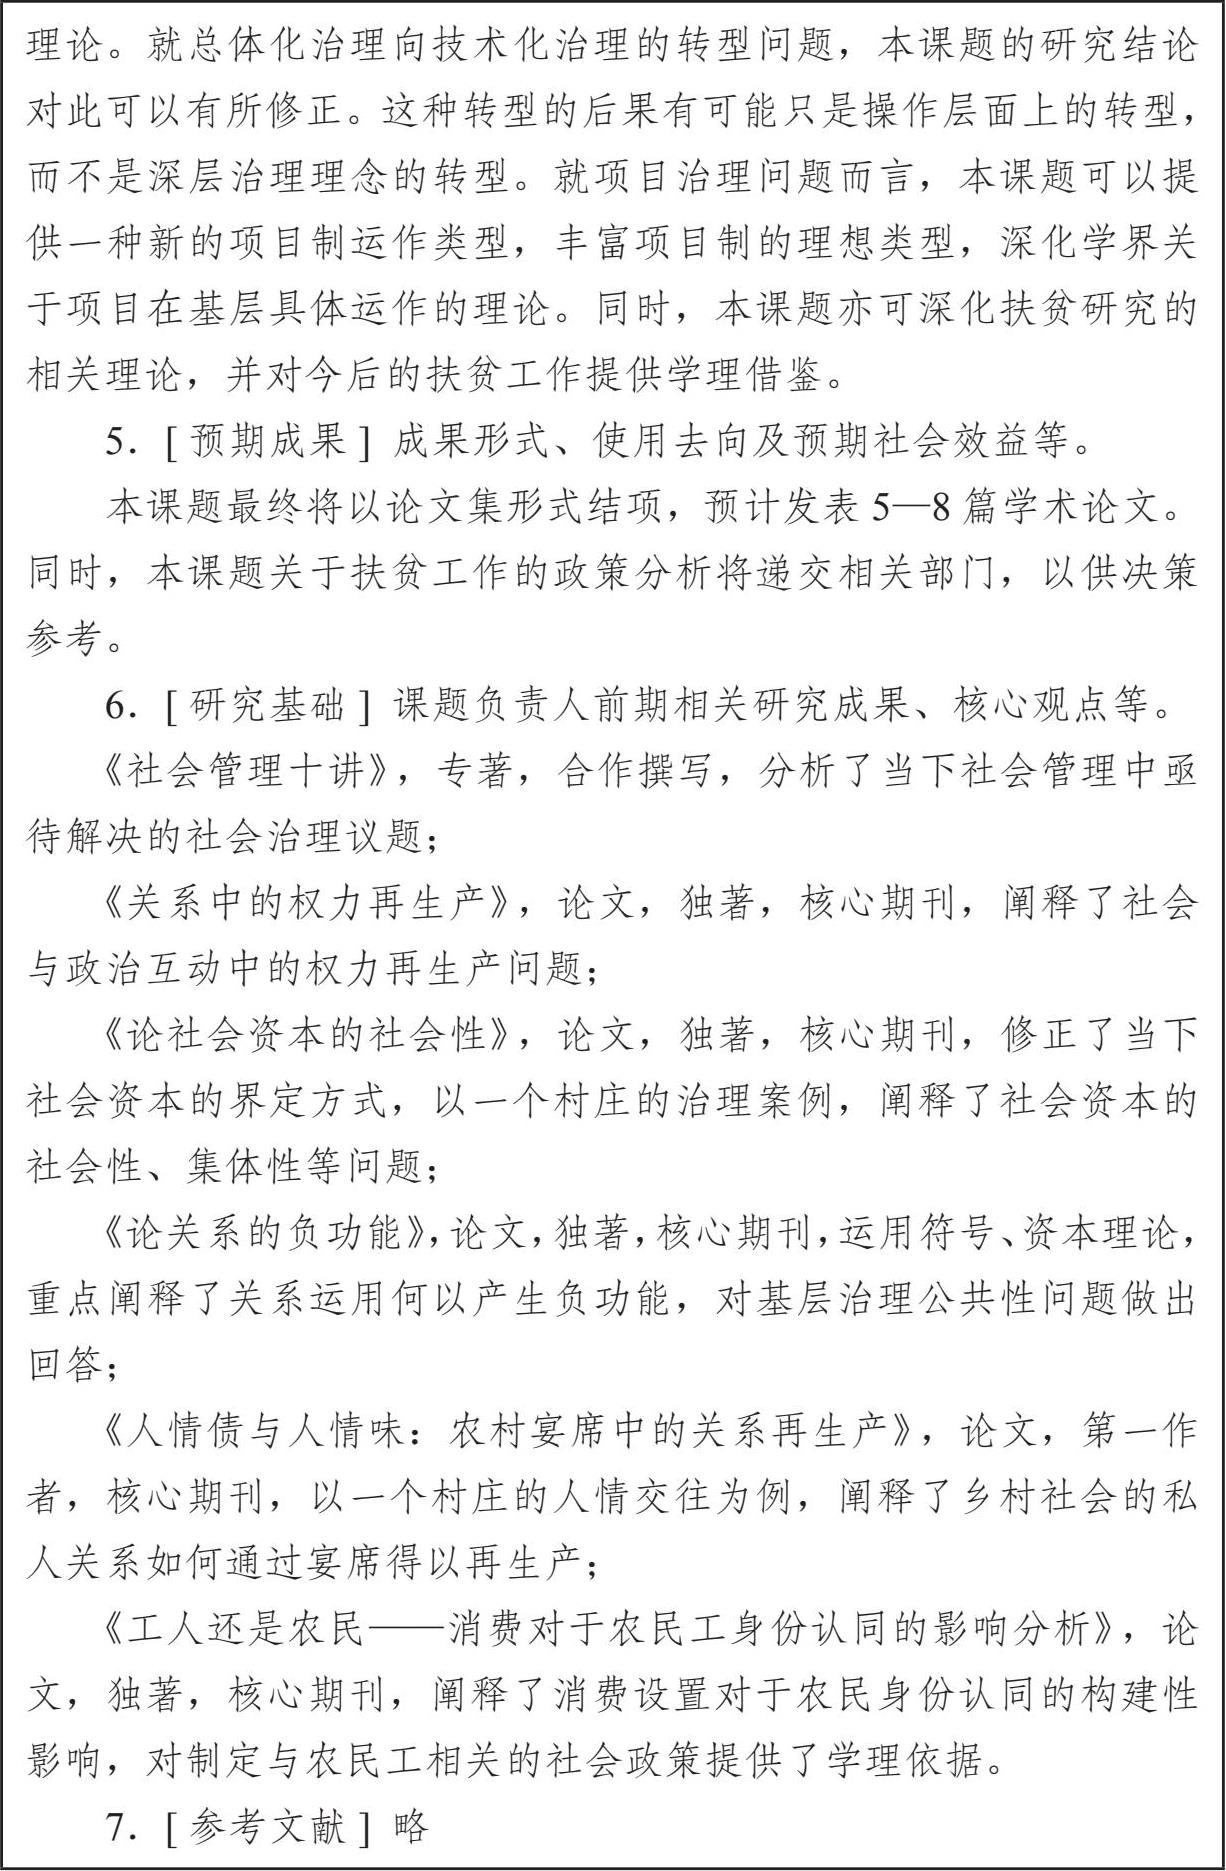 理论。就总体化治理向技术化治理的转型问题，本课题的研究结论
对此可以有所修正。这种转型的后果有可能只是操作层面上的转型，
而不是深层治理理念的转型。就项目治理问题而言，本课题可以提
供一种新的项目制运作类型，丰富项目制的理想类型，深化学界关
于项目在基层具体运作的理论。同时，本课题亦可深化扶贫研究的
相关理论，并对今后的扶贫工作提供学理借鉴。
5. [预期成果] 成果形式、使用去向及预期社会效益等。
本课题最终将以论文集形式结项，预计发表 5—8 篇学术论文。
同时，本课题关于扶贫工作的政策分析将递交相关部门，以供决策
参考。
6. [研究基础] 课题负责人前期相关研究成果、核心观点等。
《社会管理十讲》，专著，合作撰写，分析了当下社会管理中亟
待解决的社会治理议题；
《关系中的权力再生产》，论文，独著，核心期刊，阐释了社会
与政治互动中的权力再生产问题；
《论社会资本的社会性》，论文，独著，核心期刊，修正了当下
社会资本的界定方式，以一个村庄的治理案例，阐释了社会资本的
社会性、集体性等问题；
《论关系的负功能》，论文，独著，核心期刊，运用符号、资本理论，
重点阐释了关系运用何以产生负功能，对基层治理公共性问题做出
回答；
《人情债与人情味：农村宴席中的关系再生产》，论文，第一作
者，核心期刊，以一个村庄的人情交往为例，阐释了乡村社会的私
人关系如何通过宴席得以再生产；
《工人还是农民——消费对于农民工身份认同的影响分析》，论
文，独著，核心期刊，阐释了消费设置对于农民身份认同的构建性
影响，对制定与农民工相关的社会政策提供了学理依据。
7. [参考文献] 略